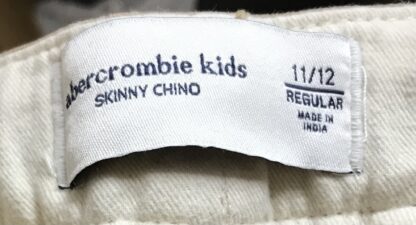 abercrombie kids
SKINNY CHINO
11/12
REGULAR
MADE IN
INDIA